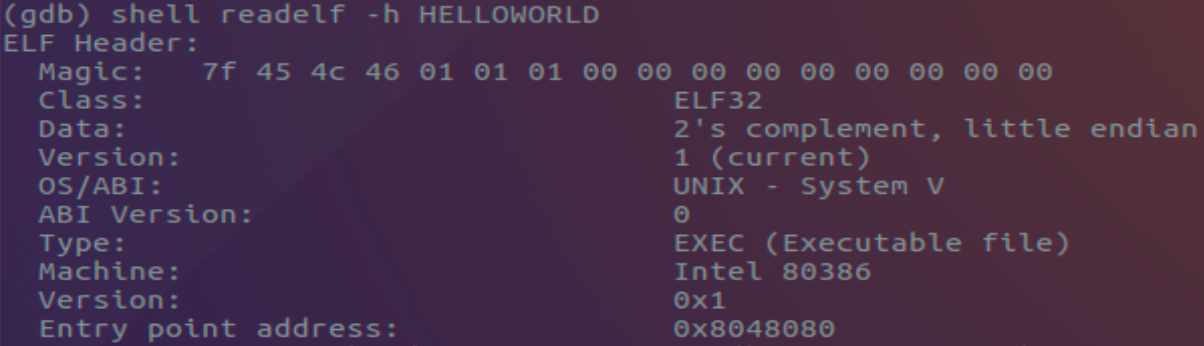 (gdb) shell readelf -h HELLOWORLD
ELF Header:
  Magic:   7f 45 4c 46 01 01 01 00 00 00 00 00 00 00 00 00
  Class:                             ELF32
  Data:                              2's complement, little endian
  Version:                           1 (current)
  OS/ABI:                            UNIX - System V
  ABI Version:                       0
  Type:                              EXEC (Executable file)
  Machine:                           Intel 80386
  Version:                           0x1
  Entry point address:               0x8048080